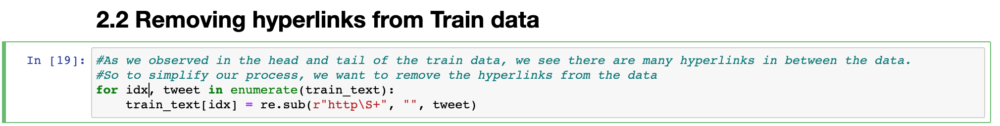 2.2 Removing hyperlinks from Train data
In [19]: #As we observed in the head and tail of the train data, we see there are many hyperlinks in between the data.
#So to simplify our process, we want to remove the hyperlinks from the data
for idx, tweet in enumerate(train_text):
    train_text[idx] = re.sub(r"http\S+", "", tweet)